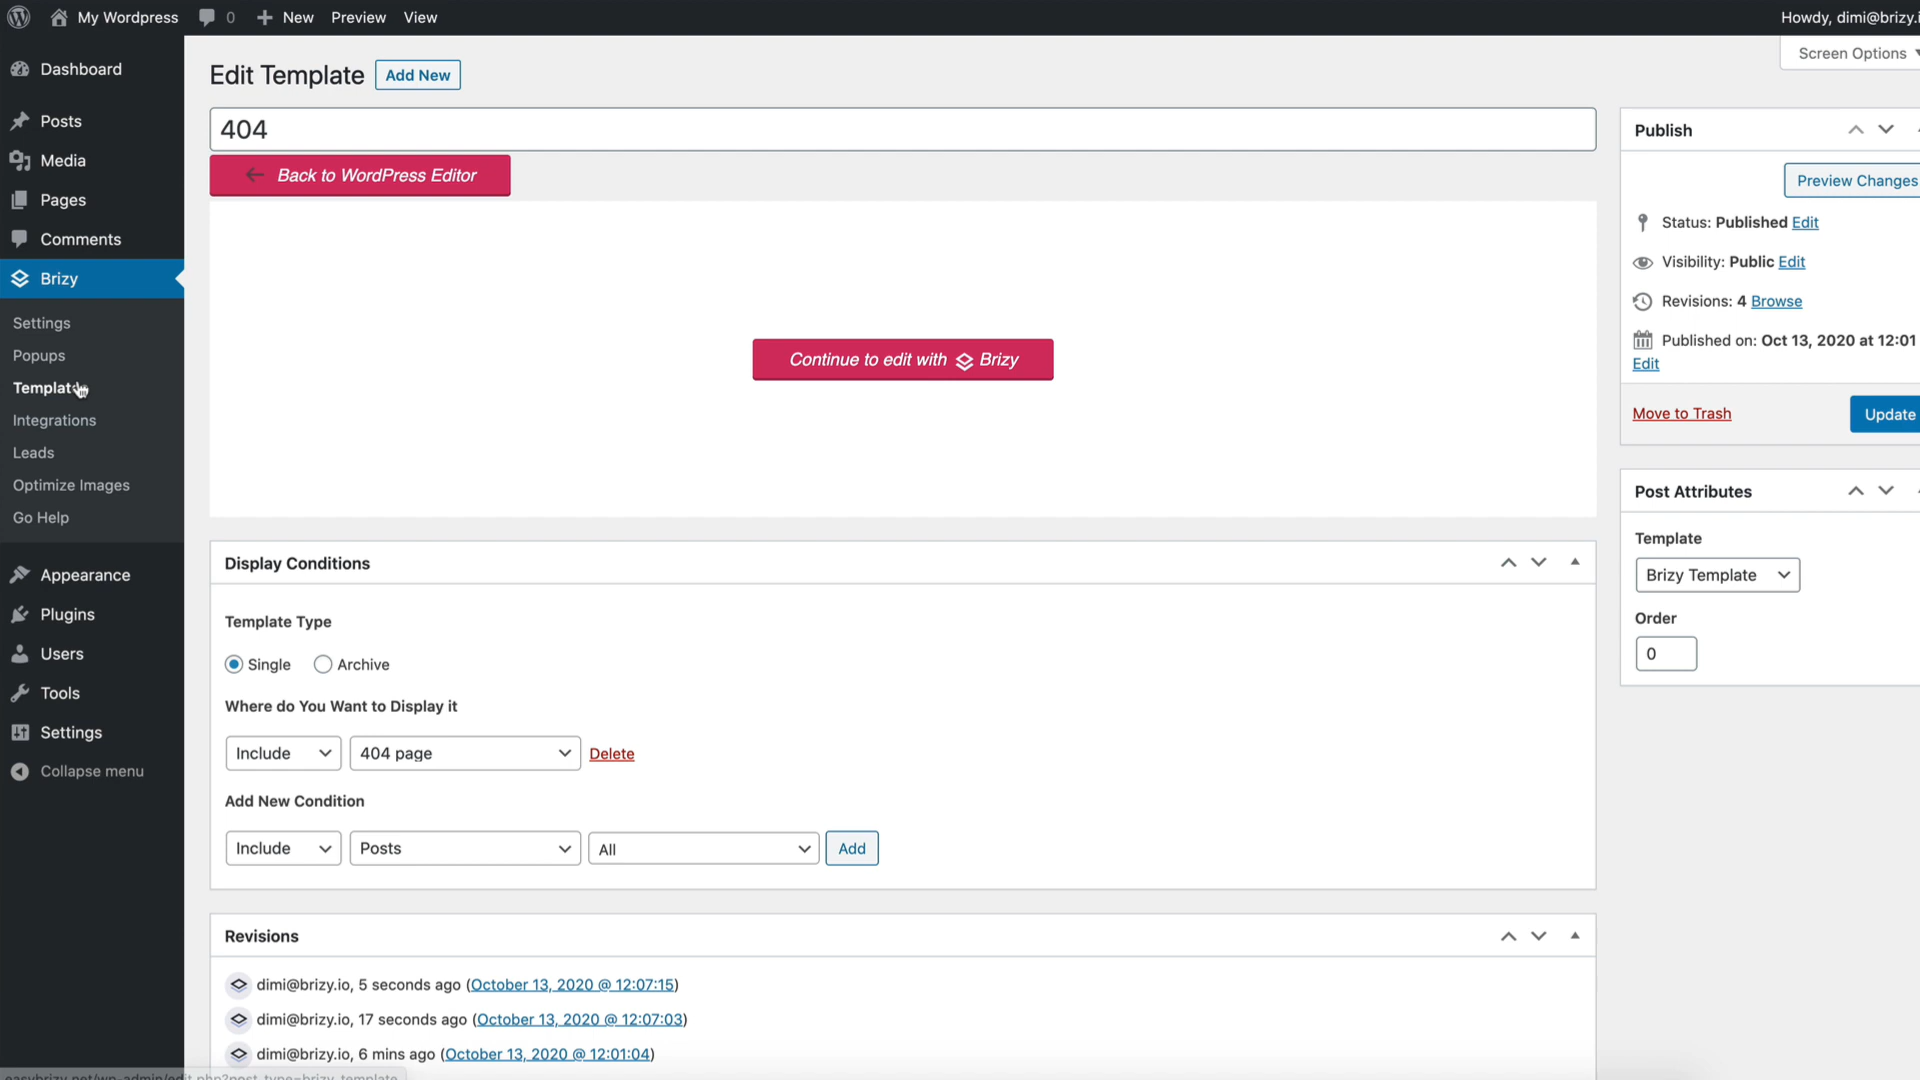 My Wordpress 0 New Preview View Howdy, dimi@brizy.i
Screen Options
Dashboard
Posts
Media
Pages
Comments
Brizy
Settings
Popups
Templat
Integrations
Leads
Optimize Images
Go Help
Appearance
Plugins
Users
Tools
Settings
Collapse menu
Edit Template Add New
404
Back to WordPress Editor
Continue to edit with Brizy
Display Conditions
Template Type
Single Archive
Where do You Want to Display it
Include 404 page Delete
Add New Condition
Include Posts All Add
Revisions
dimi@brizy.io, 5 seconds ago (October 13, 2020 @ 12:07:15)
dimi@brizy.io, 17 seconds ago (October 13, 2020 @ 12:07:03)
dimi@brizy.io, 6 mins ago (October 13, 2020 @ 12:01:04)
Publish
Preview Changes
Status: Published Edit
Visibility: Public Edit
Revisions: 4 Browse
Published on: Oct 13, 2020 at 12:01
Edit
Move to Trash Update
Post Attributes
Template
Brizy Template
Order
0